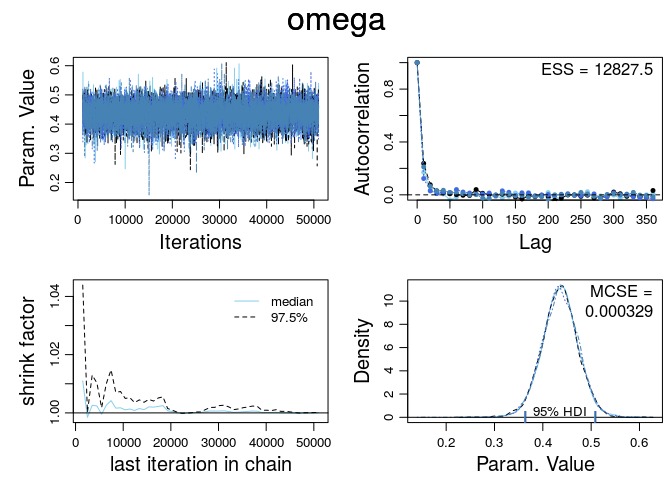 omega
0.2 0.3 0.4 0.5 0.6
Param. Value
0 10000 20000 30000 40000 50000
Iterations
ESS = 12827.5
0.0 0.4 0.8
Autocorrelation
0 50 100 150 200 250 300 350
Lag
median
97.5%
1.00 1.02 1.04
shrink factor
0 10000 20000 30000 40000 50000
last iteration in chain
MCSE =
0.000329
95% HDI
0 2 4 6 8 10
Density
0.2 0.3 0.4 0.5 0.6
Param. Value